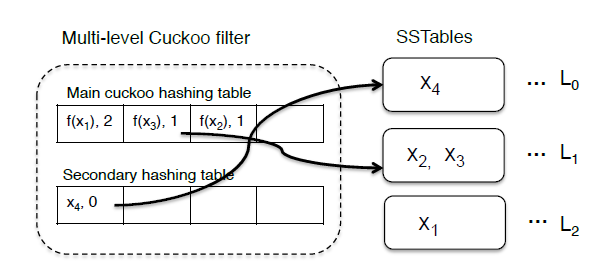 Multi-level Cuckoo filter
SSTables
Main cuckoo hashing table
f(x₁), 2 f(x₃), 1 f(x₂), 1
Secondary hashing table
x₄, 0
X₄ ... L₀
X₂, X₃ ... L₁
X₁ ... L₂